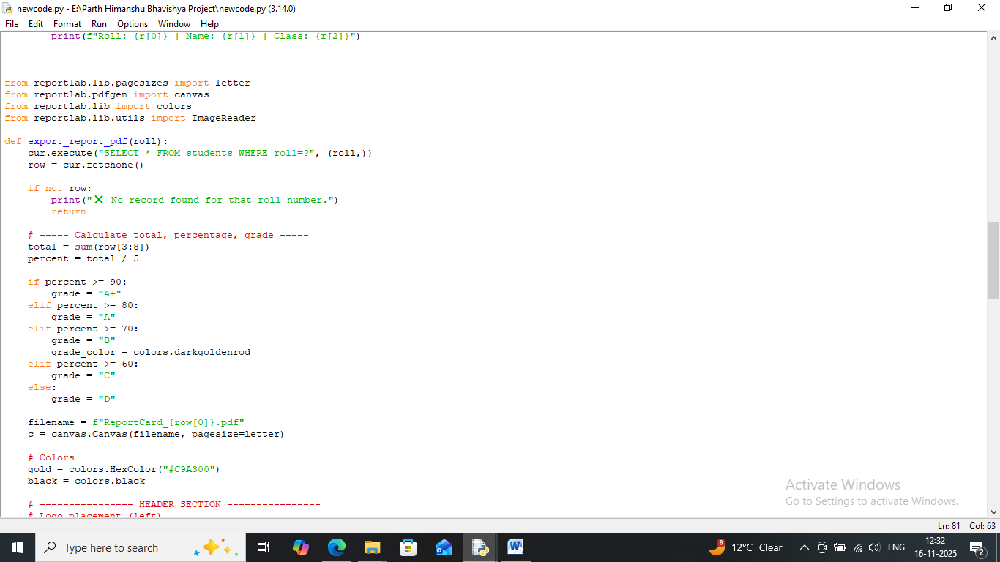 newcode.py - E:\Parth Himanshu Bhavishya Project\newcode.py (3.14.0)
File Edit Format Run Options Window Help
        print(f"Roll: {r[0]} | Name: {r[1]} | Class: {r[2]}")
from reportlab.lib.pagesizes import letter
from reportlab.pdfgen import canvas
from reportlab.lib import colors
from reportlab.lib.utils import ImageReader
def export_report_pdf(roll):
    cur.execute("SELECT * FROM students WHERE roll=?", (roll,))
    row = cur.fetchone()
    if not row:
        print("❌ No record found for that roll number.")
        return
    # ----- Calculate total, percentage, grade -----
    total = sum(row[3:8])
    percent = total / 5
    if percent >= 90:
        grade = "A+"
    elif percent >= 80:
        grade = "A"
    elif percent >= 70:
        grade = "B"
        grade_color = colors.darkgoldenrod
    elif percent >= 60:
        grade = "C"
    else:
        grade = "D"
    filename = f"ReportCard_{row[0]}.pdf"
    c = canvas.Canvas(filename, pagesize=letter)
    # Colors
    gold = colors.HexColor("#C9A300")
    black = colors.black
    # ---------------- HEADER SECTION ----------------
    # Logo placement (left)
Activate Windows
Go to Settings to activate Windows.
Ln: 81 Col: 63
Type here to search
8
12°C Clear
ENG
12:32
16-11-2025
2